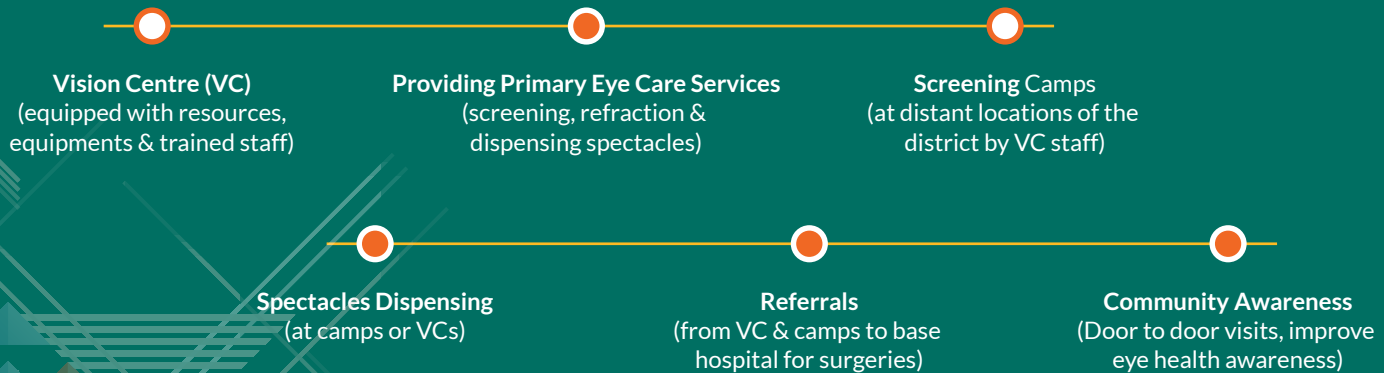 Vision Centre (VC)
(equipped with resources,
equipments & trained staff)
Providing Primary Eye Care Services
(screening, refraction &
dispensing spectacles)
Screening Camps
(at distant locations of the
district by VC staff)
Spectacles Dispensing
(at camps or VCs)
Referrals
(from VC & camps to base
hospital for surgeries)
Community Awareness
(Door to door visits, improve
eye health awareness)